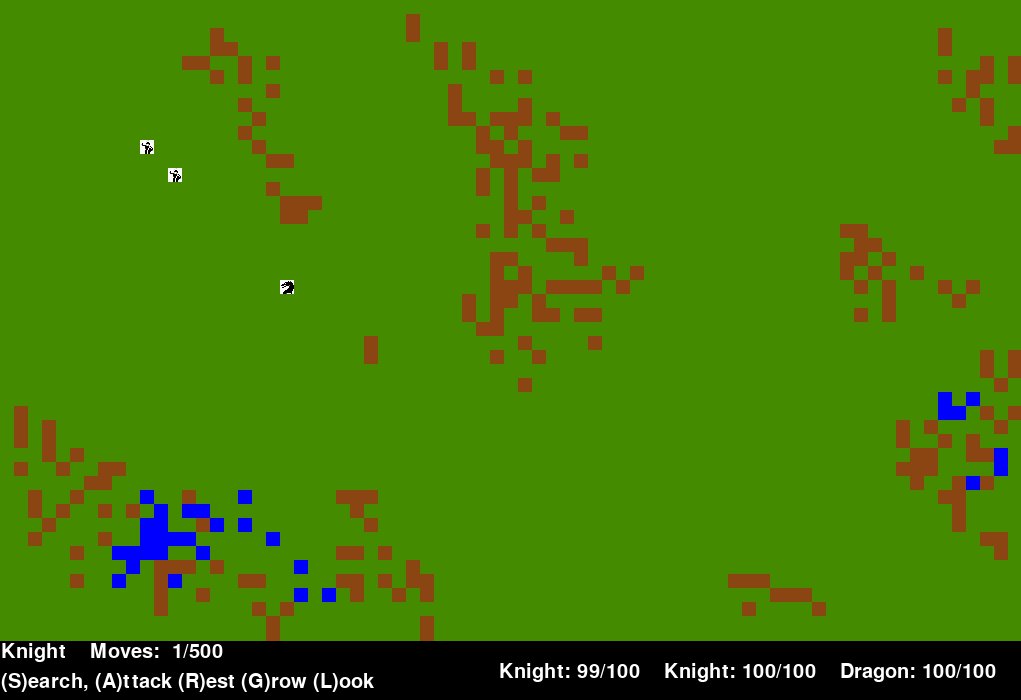 Knight    Moves:  1/500
(S)earch, (A)ttack (R)est (G)row (L)ook
Knight: 99/100    Knight: 100/100    Dragon: 100/100